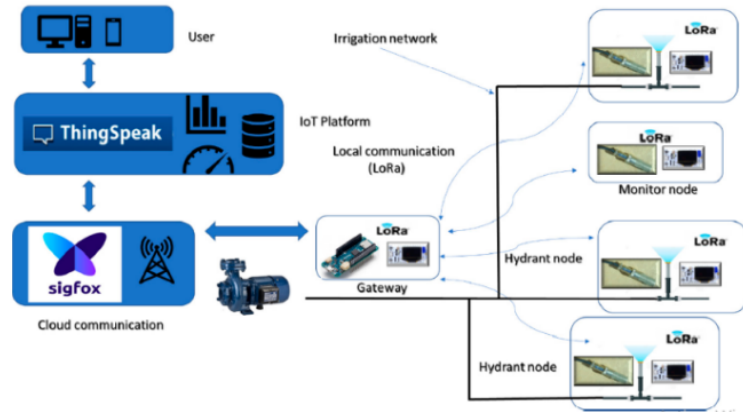 User
ThingSpeak
IoT Platform
sigfox
Cloud communication
Irrigation network
Local communication
(LoRa)
LoRa
Gateway
LoRa
LoRa
Monitor node
LoRa
Hydrant node
LoRa
Hydrant node